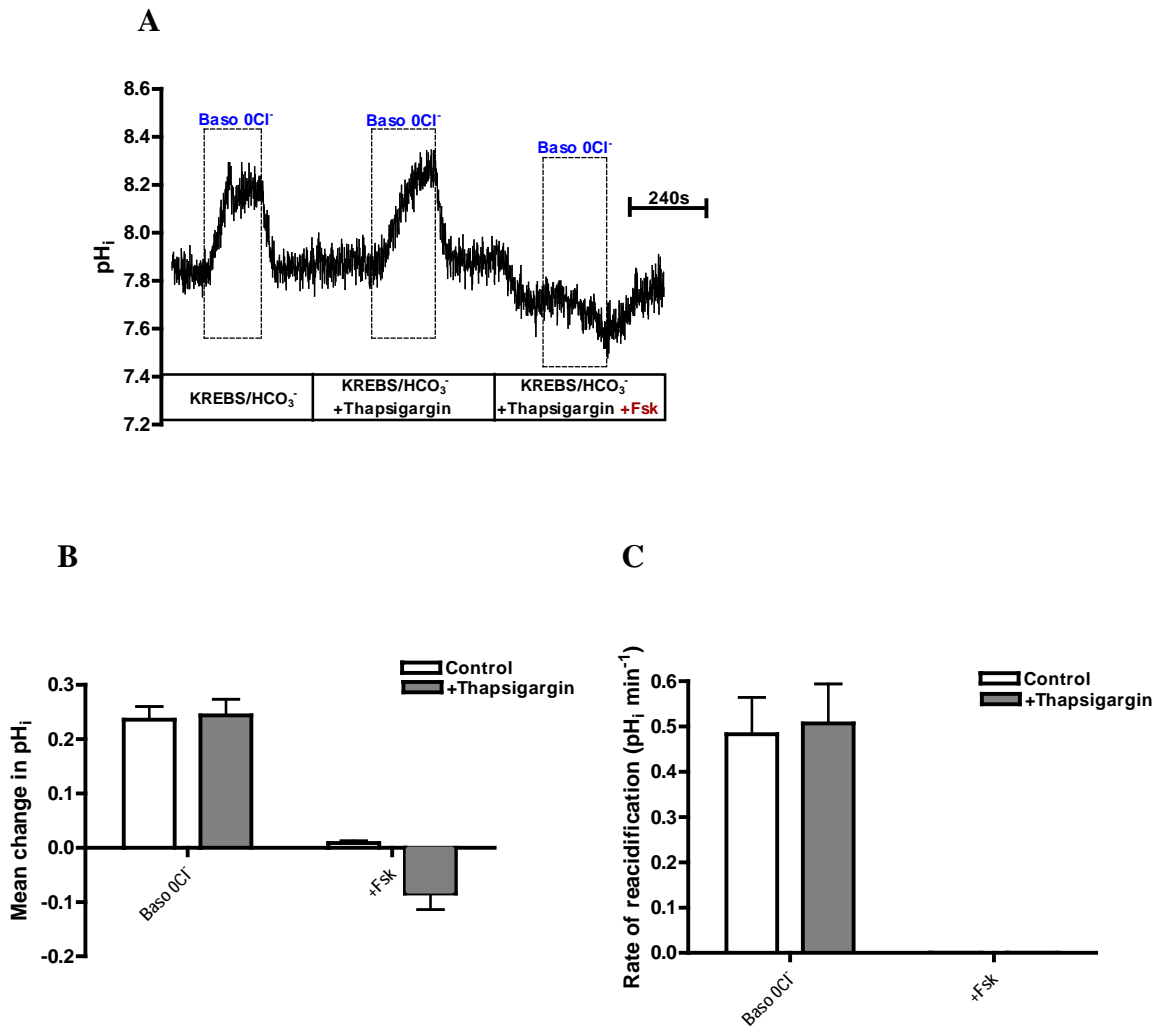 A
8.6
8.4
8.2
8.0
7.8
7.6
7.4
7.2
pHi
Baso 0Cl⁻
Baso 0Cl⁻
Baso 0Cl⁻
240s
KREBS/HCO₃⁻
KREBS/HCO₃⁻
+Thapsigargin
KREBS/HCO₃⁻
+Thapsigargin +Fsk
B
Mean change in pHi
0.3
0.2
0.1
0.0
-0.1
-0.2
Control
+Thapsigargin
Baso 0Cl⁻
+Fsk
C
Rate of reacidification (pHi min⁻¹)
0.6
0.5
0.4
0.3
0.2
0.1
0.0
Control
+Thapsigargin
Baso 0Cl⁻
+Fsk